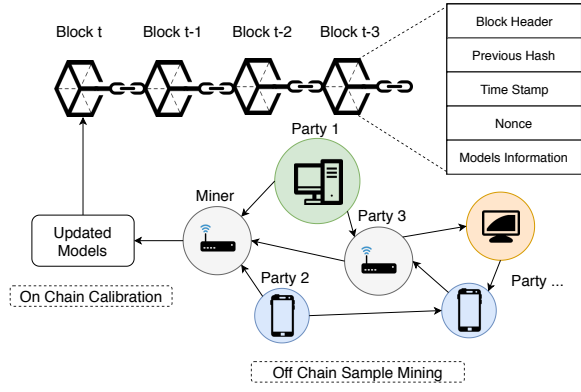 Block t
Block t-1
Block t-2
Block t-3
Block Header
Previous Hash
Time Stamp
Nonce
Models Information
Party 1
Miner
Party 3
Updated
Models
Party 2
Party ...
On Chain Calibration
Off Chain Sample Mining